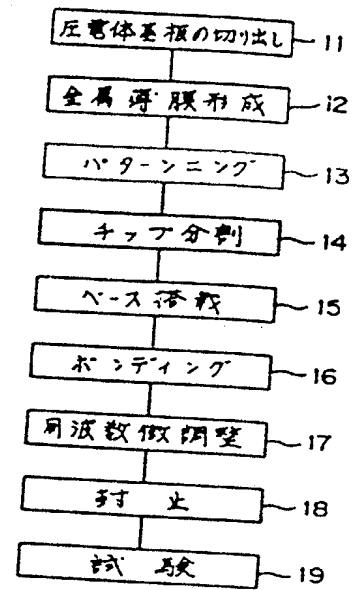 圧電体基板の切り出し 11
金属薄膜形成 12
パターンニング 13
チップ分割 14
ベース搭載 15
ボンディング 16
周波数微調整 17
封止 18
試験 19